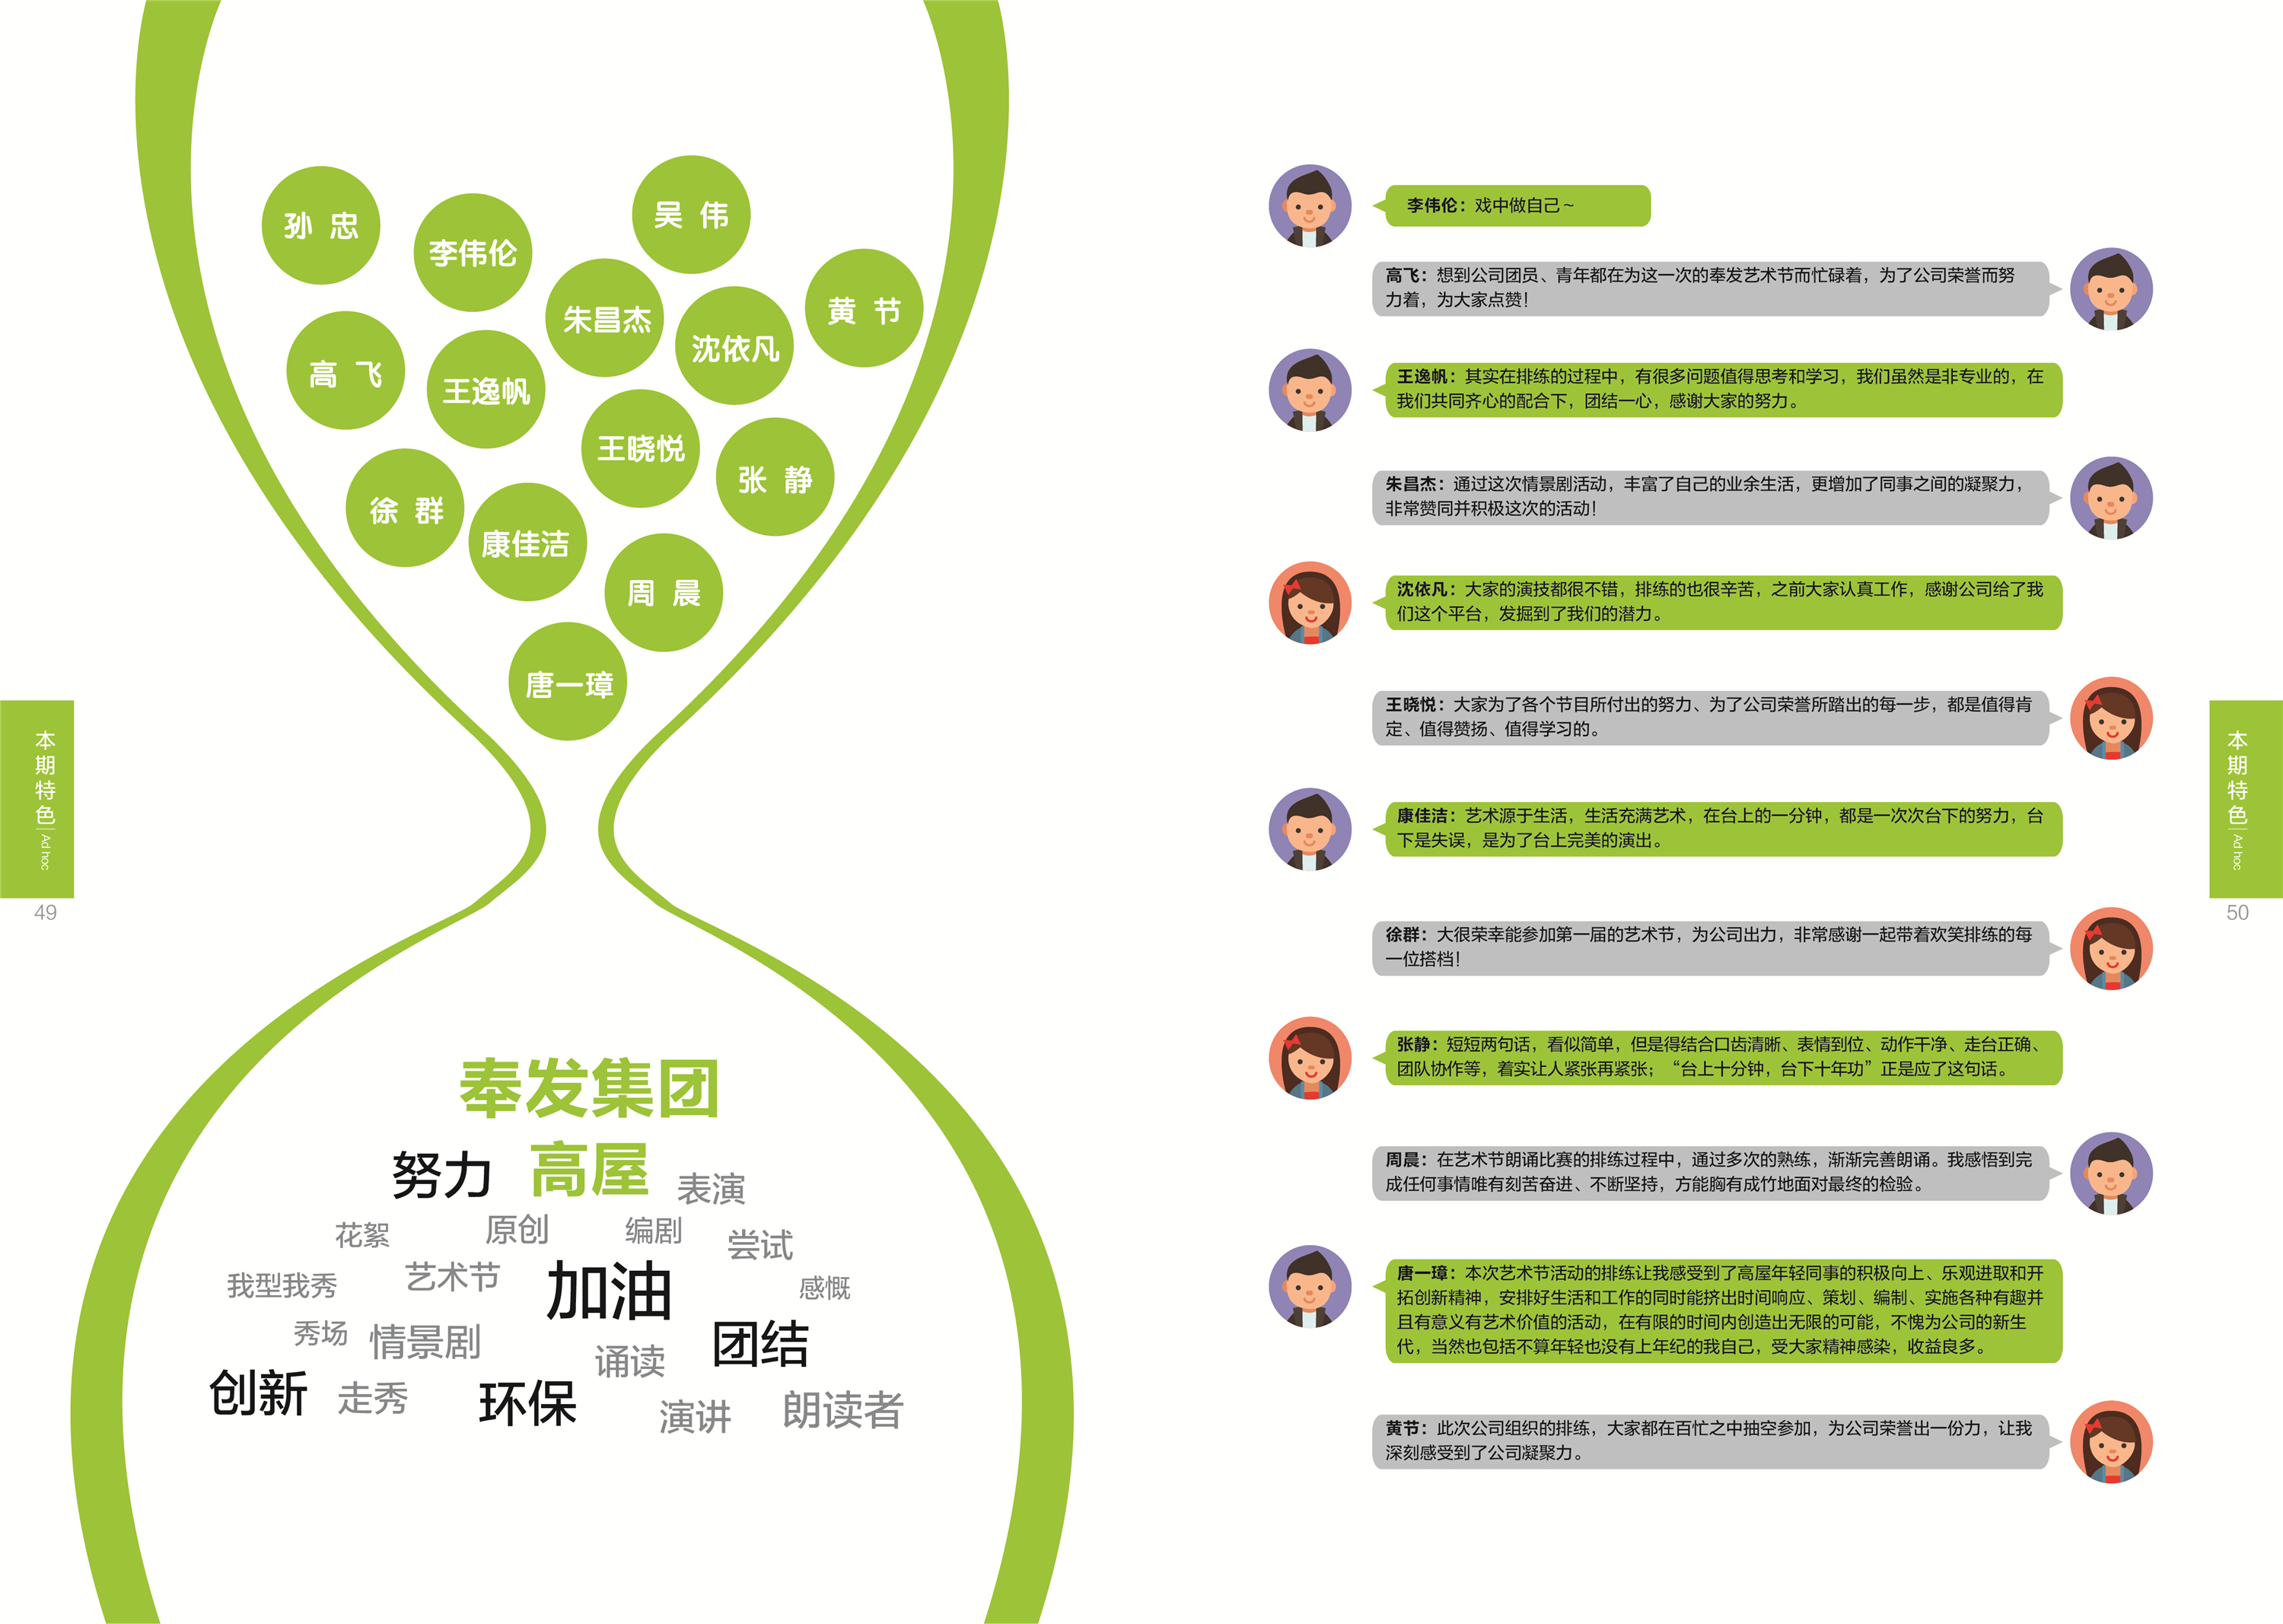 孙 忠
李伟伦
吴 伟
朱昌杰
沈依凡
黄 节
高 飞
王逸帆
王晓悦
张 静
徐 群
康佳洁
周 晨
唐一璋
本期特色
Ad hoc
49
奉发集团
高屋
努力
表演
花絮
原创
编剧
尝试
我型我秀
艺术节
加油
感慨
秀场
情景剧
诵读
团结
创新
走秀
环保
演讲
朗读者
李伟伦：戏中做自己～
高飞：想到公司团员、青年都在为这一次的奉发艺术节而忙碌着，为了公司荣誉而努
力着，为大家点赞！
王逸帆：其实在排练的过程中，有很多问题值得思考和学习，我们虽然是非专业的，在
我们共同齐心的配合下，团结一心，感谢大家的努力。
朱昌杰：通过这次情景剧活动，丰富了自己的业余生活，更增加了同事之间的凝聚力，
非常赞同并积极这次的活动！
沈依凡：大家的演技都很不错，排练的也很辛苦，之前大家认真工作，感谢公司给了我
们这个平台，发掘到了我们的潜力。
王晓悦：大家为了各个节目所付出的努力、为了公司荣誉所踏出的每一步，都是值得肯
定、值得赞扬、值得学习的。
康佳洁：艺术源于生活，生活充满艺术，在台上的一分钟，都是一次次台下的努力，台
下是失误，是为了台上完美的演出。
徐群：大很荣幸能参加第一届的艺术节，为公司出力，非常感谢一起带着欢笑排练的每
一位搭档！
张静：短短两句话，看似简单，但是得结合口齿清晰、表情到位、动作干净、走台正确、
团队协作等，着实让人紧张再紧张；“台上十分钟，台下十年功”正是应了这句话。
周晨：在艺术节朗诵比赛的排练过程中，通过多次的熟练，渐渐完善朗诵。我感悟到完
成任何事情唯有刻苦奋进、不断坚持，方能胸有成竹地面对最终的检验。
唐一璋：本次艺术节活动的排练让我感受到了高屋年轻同事的积极向上、乐观进取和开
拓创新精神，安排好生活和工作的同时能挤出时间响应、策划、编制、实施各种有趣并
且有意义有艺术价值的活动，在有限的时间内创造出无限的可能，不愧为公司的新生
代，当然也包括不算年轻也没有上年纪的我自己，受大家精神感染，收益良多。
黄节：此次公司组织的排练，大家都在百忙之中抽空参加，为公司荣誉出一份力，让我
深刻感受到了公司凝聚力。
本期特色
Ad hoc
50